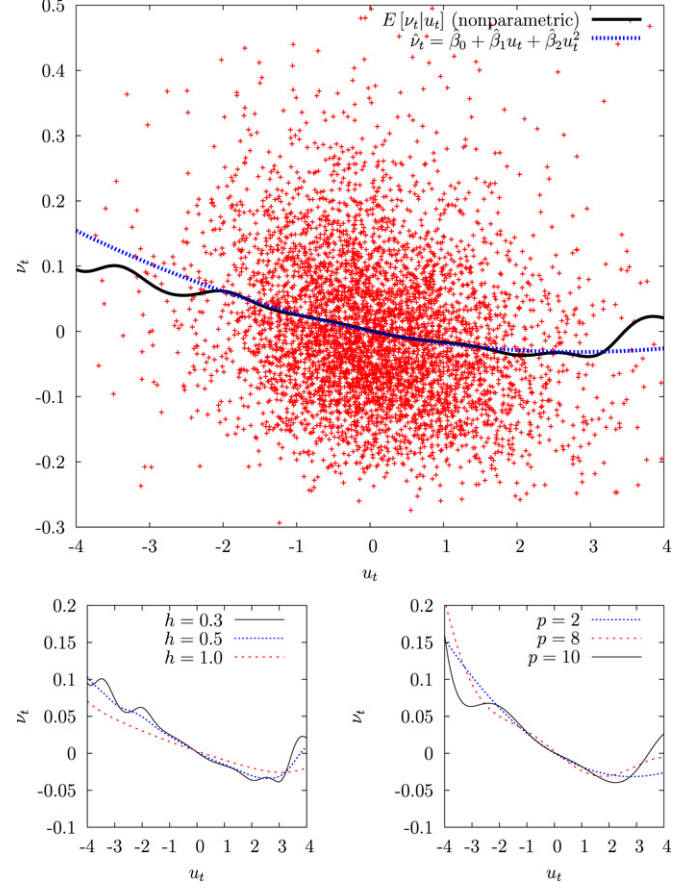 E [νₜ|uₜ] (nonparametric)
ν̂ₜ = β̂₀ + β̂₁uₜ + β̂₂uₜ²
0.5
0.4
0.3
0.2
0.1
0
-0.1
-0.2
-0.3
νₜ
-4 -3 -2 -1 0 1 2 3 4
uₜ
h = 0.3
h = 0.5
h = 1.0
0.2
0.15
0.1
0.05
0
-0.05
-0.1
νₜ
-4 -3 -2 -1 0 1 2 3 4
uₜ
p = 2
p = 8
p = 10
0.2
0.15
0.1
0.05
0
-0.05
-0.1
νₜ
-4 -3 -2 -1 0 1 2 3 4
uₜ